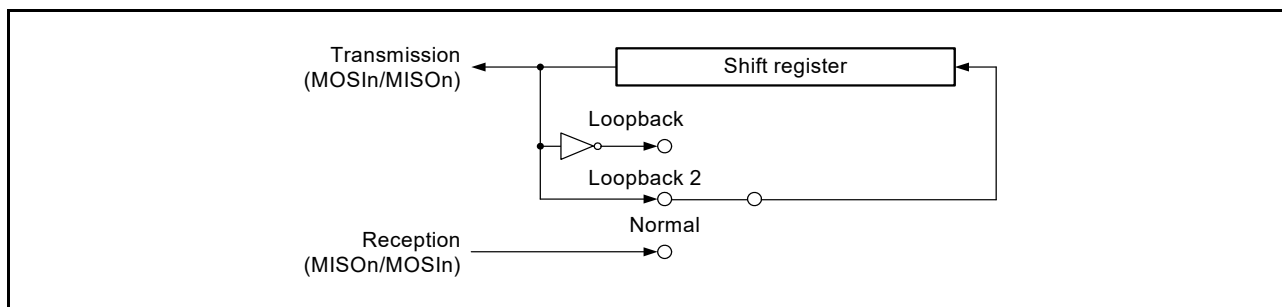 Transmission
(MOSIn/MISOn)
Shift register
Loopback
Loopback 2
Normal
Reception
(MISOn/MOSIn)